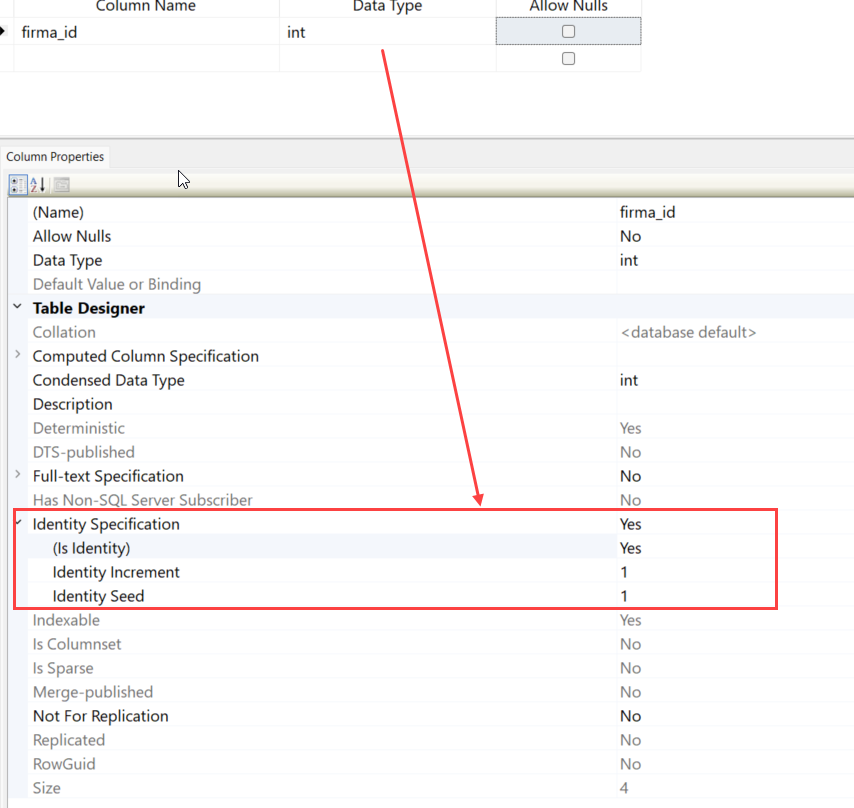 Column Name Data Type Allow Nulls
firma_id int
Column Properties
(Name) firma_id
Allow Nulls No
Data Type int
Default Value or Binding
Table Designer
Collation <database default>
Computed Column Specification
Condensed Data Type int
Description
Deterministic Yes
DTS-published No
Full-text Specification No
Has Non-SQL Server Subscriber No
Identity Specification Yes
(Is Identity) Yes
Identity Increment 1
Identity Seed 1
Indexable Yes
Is Columnset No
Is Sparse No
Merge-published No
Not For Replication No
Replicated No
RowGuid No
Size 4